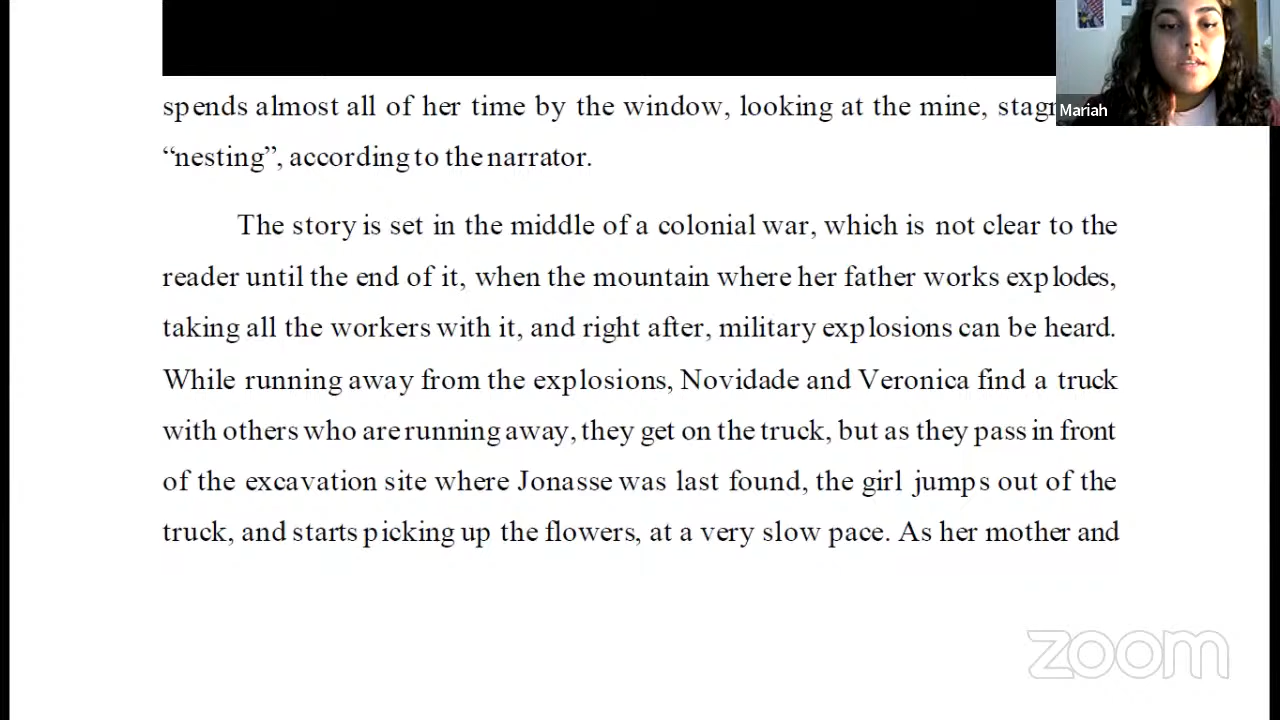 spends almost all of her time by the window, looking at the mine,
“nesting”, according to the narrator.
The story is set in the middle of a colonial war, which is not clear to the
reader until the end of it, when the mountain where her father works explodes,
taking all the workers with it, and right after, military explosions can be heard.
While running away from the explosions, Novidade and Veronica find a truck
with others who are running away, they get on the truck, but as they pass in front
of the excavation site where Jonasse was last found, the girl jumps out of the
truck, and starts picking up the flowers, at a very slow pace. As her mother and
Mariah
zoom